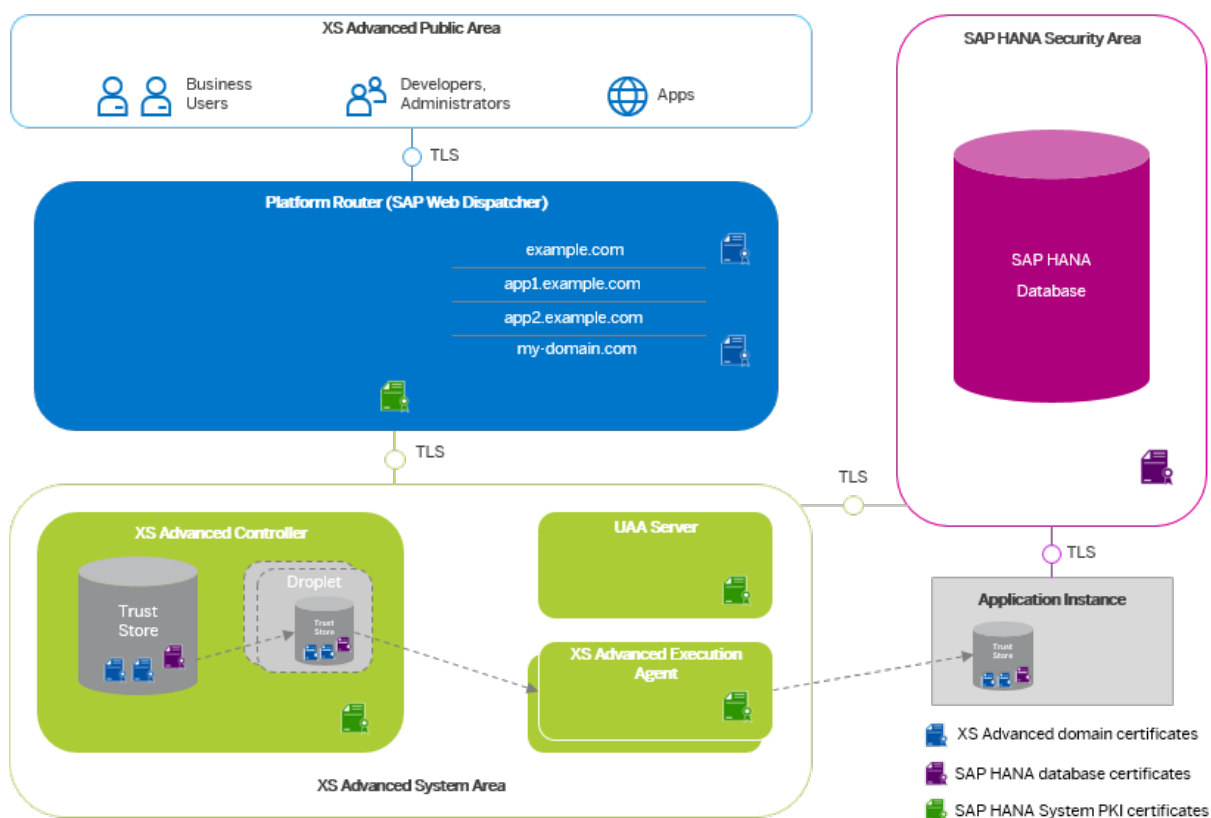 XS Advanced Public Area
Business
Users
Developers,
Administrators
Apps
TLS
Platform Router (SAP Web Dispatcher)
example.com
app1.example.com
app2.example.com
my-domain.com
TLS
SAP HANA Security Area
SAP HANA
Database
TLS
TLS
XS Advanced Controller
Trust
Store
Droplet
Trust
Store
UAA Server
XS Advanced Execution
Agent
XS Advanced System Area
Application Instance
Trust
Store
XS Advanced domain certificates
SAP HANA database certificates
SAP HANA System PKI certificates